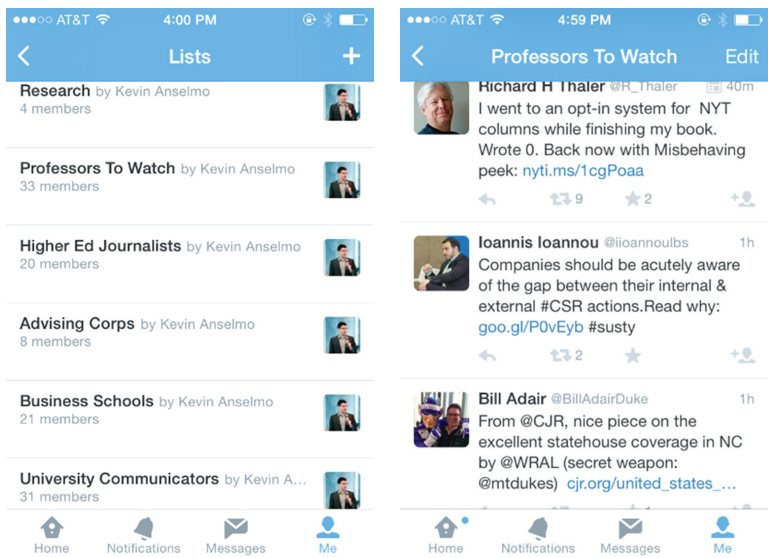 AT&T 4:00 PM
Lists +
Research by Kevin Anselmo
4 members
Professors To Watch by Kevin Anselmo
33 members
Higher Ed Journalists by Kevin Anselmo
20 members
Advising Corps by Kevin Anselmo
8 members
Business Schools by Kevin Anselmo
21 members
University Communicators by Kevin A...
31 members
Home Notifications Messages Me
AT&T 4:59 PM
Professors To Watch Edit
Richard H Thaler @R_Thaler 40m
I went to an opt-in system for NYT
columns while finishing my book.
Wrote 0. Back now with Misbehaving
peek: nyti.ms/1cgPoaa
9 2
Ioannis Ioannou @iioannoulbs 1h
Companies should be acutely aware
of the gap between their internal &
external #CSR actions.Read why:
goo.gl/P0vEyb #susty
2
Bill Adair @BillAdairDuke 1h
From @CJR, nice piece on the
excellent statehouse coverage in NC
by @WRAL (secret weapon:
@mtdukes) cjr.org/united_states_...
Home Notifications Messages Me